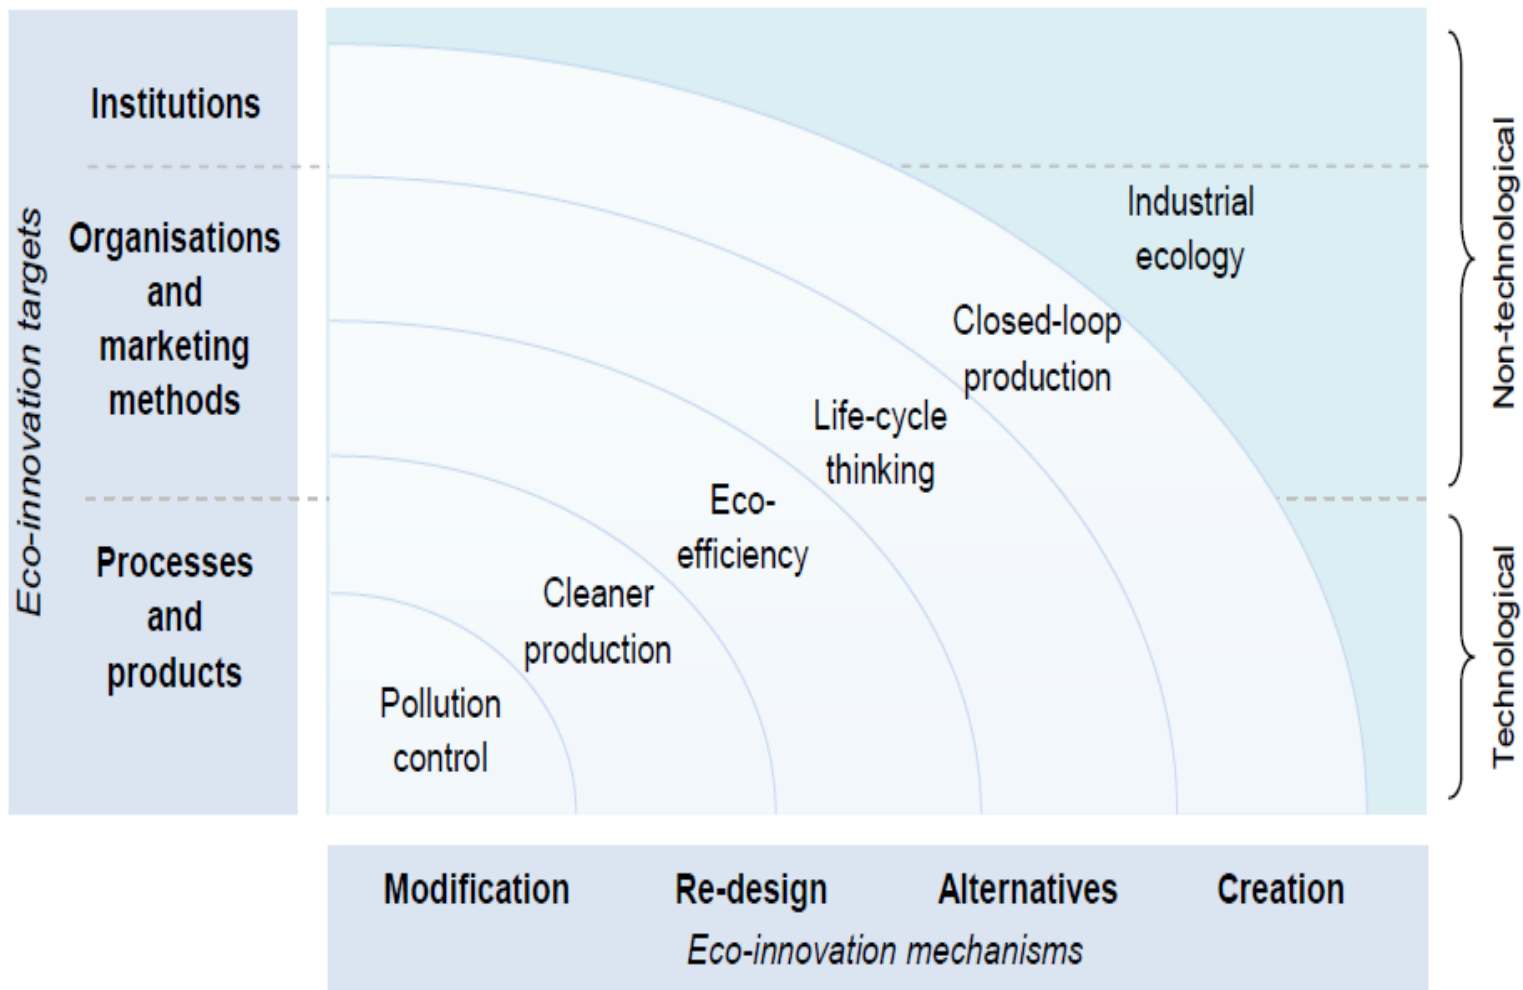 Eco-innovation targets
Institutions
Organisations
and
marketing
methods
Processes
and
products
Industrial
ecology
Closed-loop
production
Life-cycle
thinking
Eco-
efficiency
Cleaner
production
Pollution
control
Non-technological
Technological
Modification Re-design Alternatives Creation
Eco-innovation mechanisms